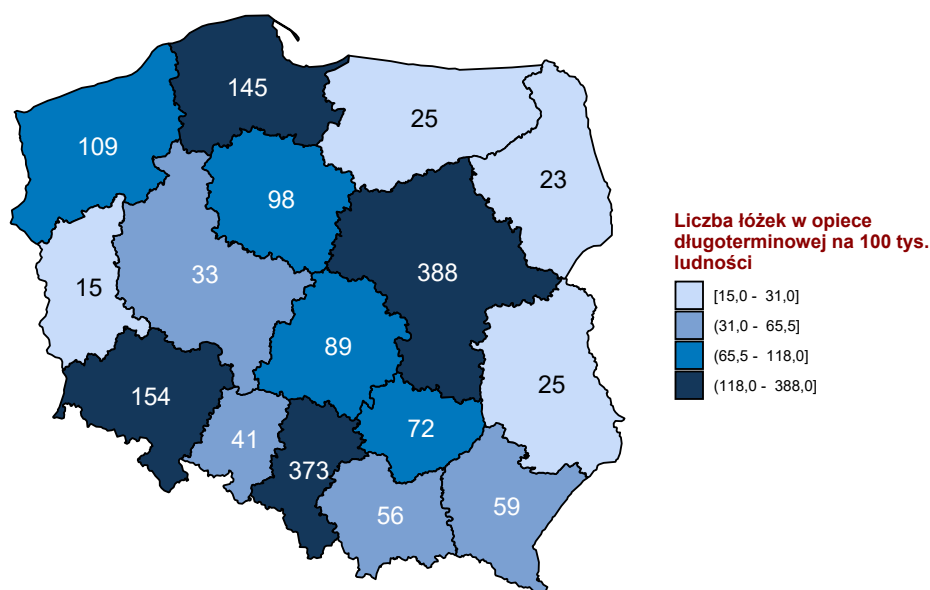 145
25
109
23
98
388
33
15
89
154
25
72
41
373
59
56
Liczba łóżek w opiece
długoterminowej na 100 tys.
ludności
[15,0 - 31,0]
(31,0 - 65,5]
(65,5 - 118,0]
(118,0 - 388,0]